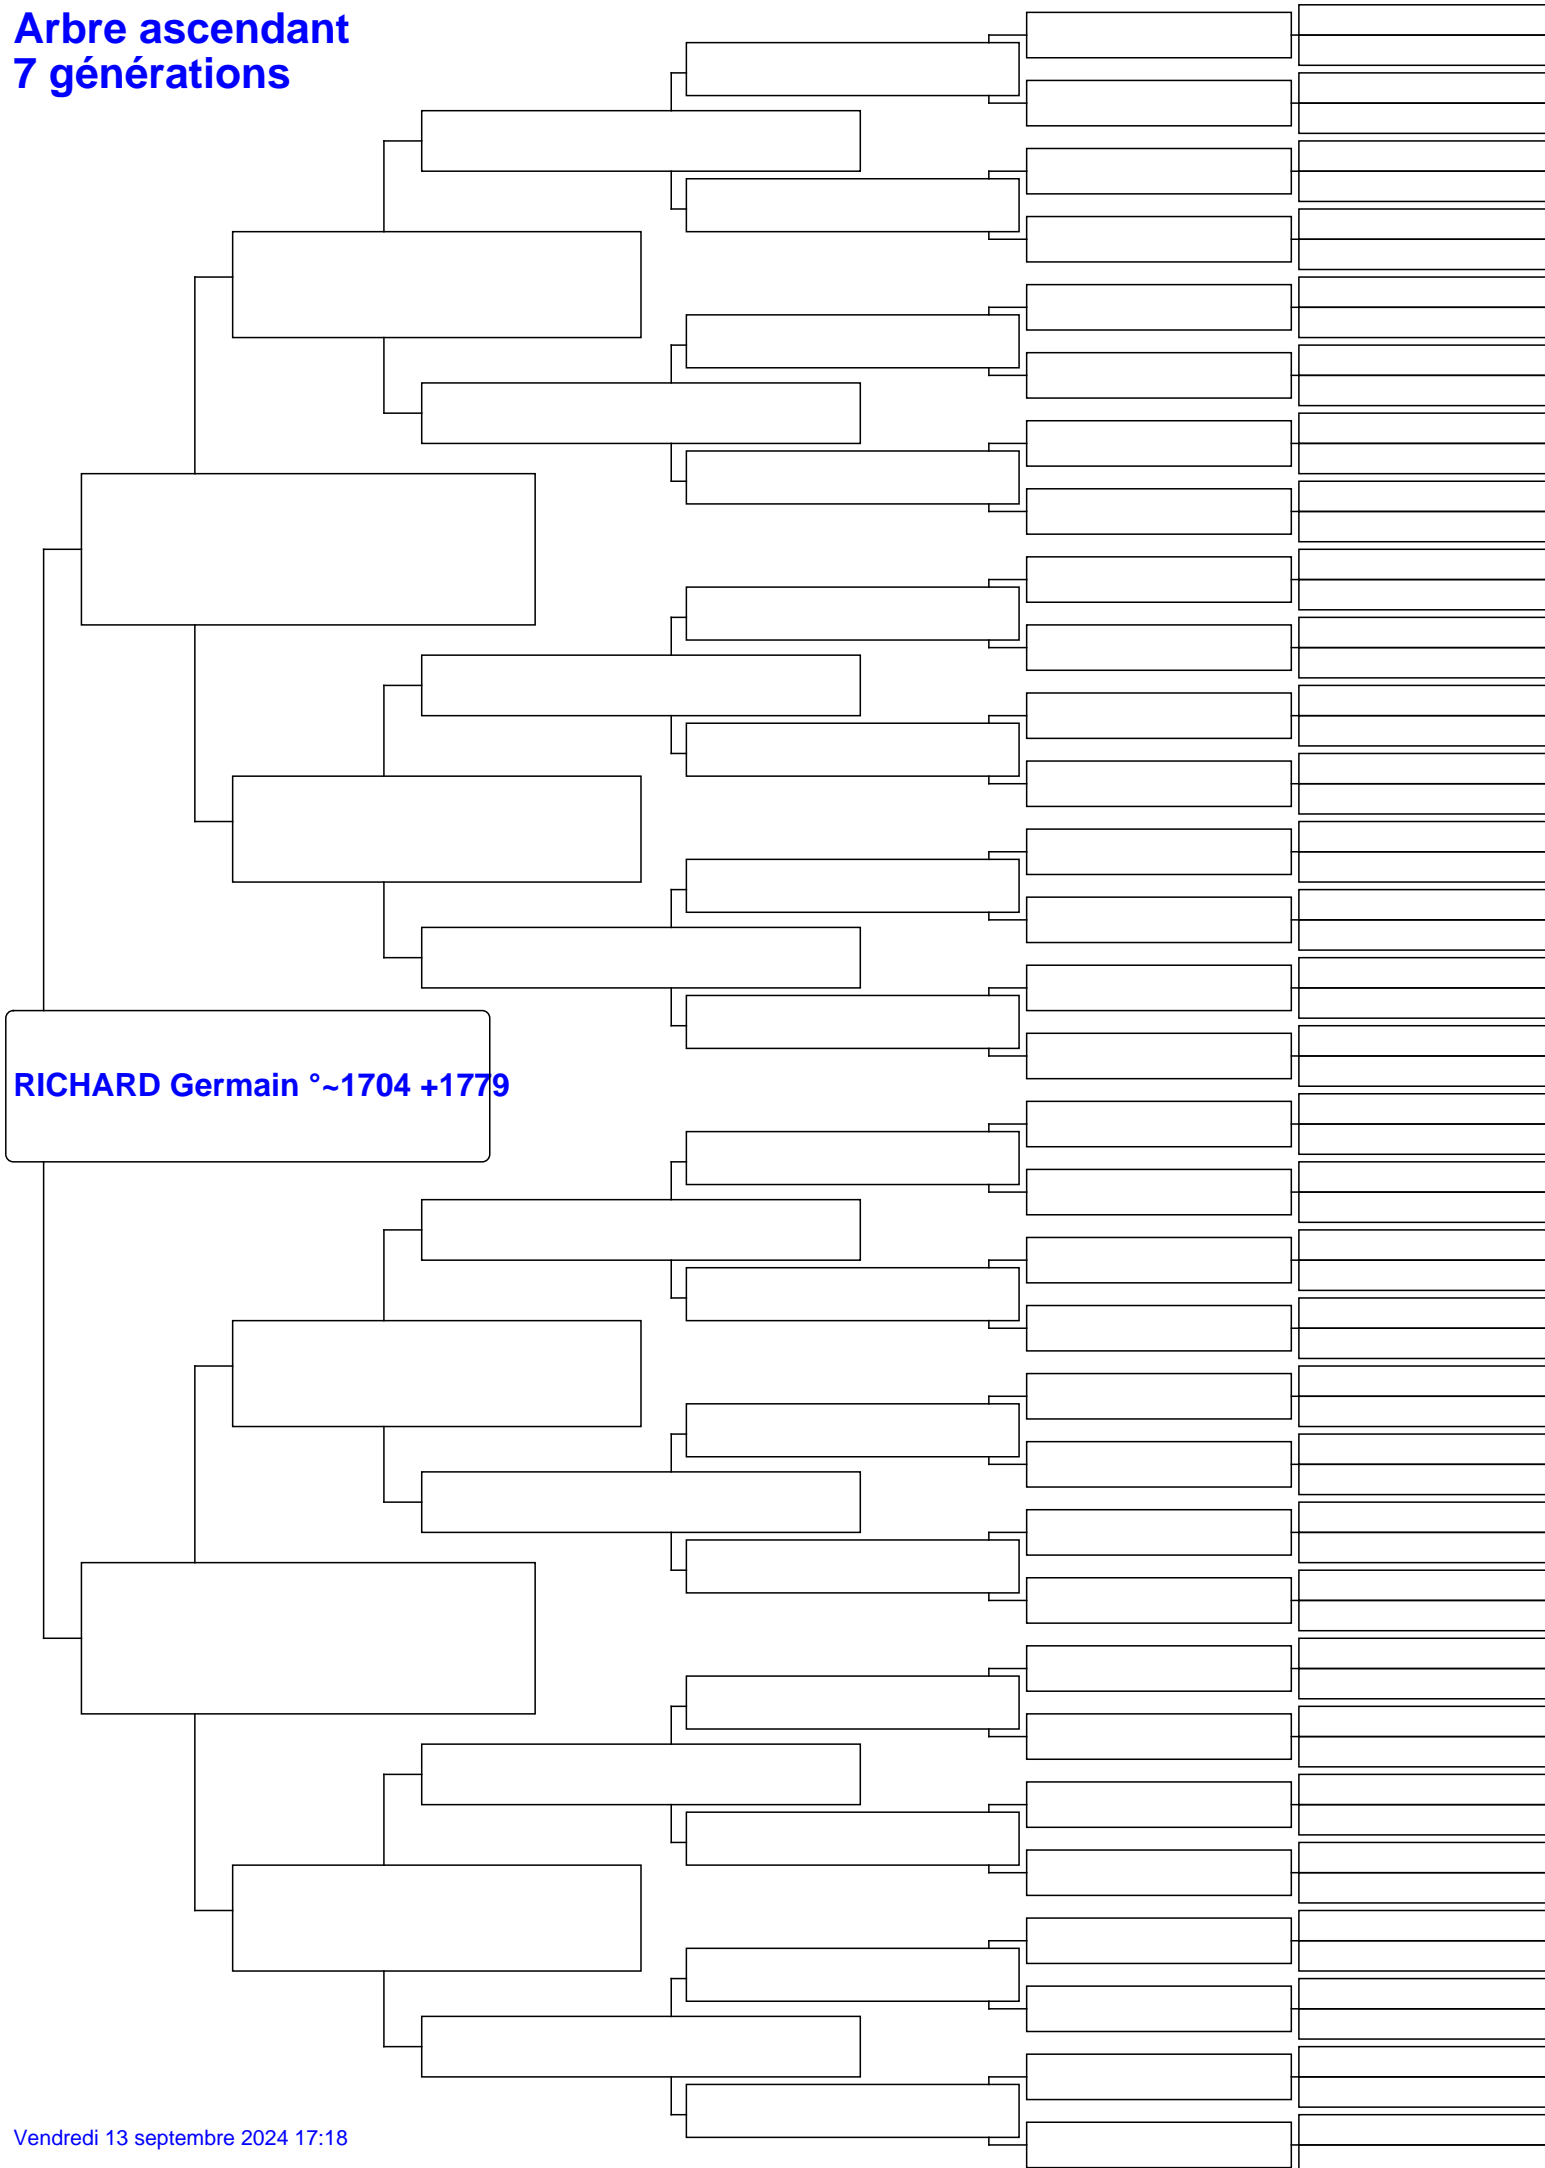 Arbre ascendant
7 générations
RICHARD Germain °~1704 +1779
Vendredi 13 septembre 2024 17:18